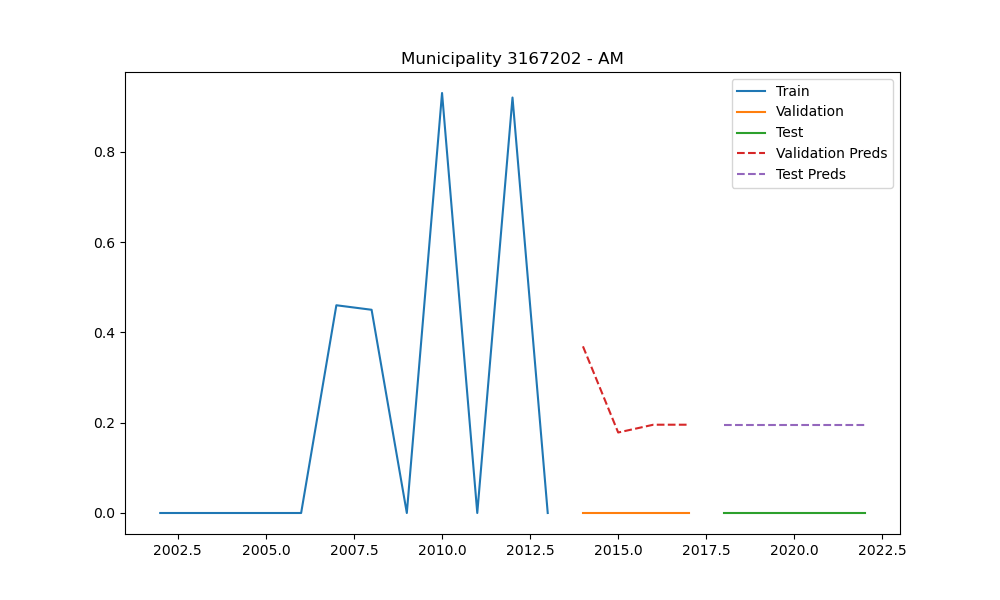 Municipality 3167202 - AM
Train
Validation
Test
Validation Preds
Test Preds
0.8
0.6
0.4
0.2
0.0
2002.5 2005.0 2007.5 2010.0 2012.5 2015.0 2017.5 2020.0 2022.5